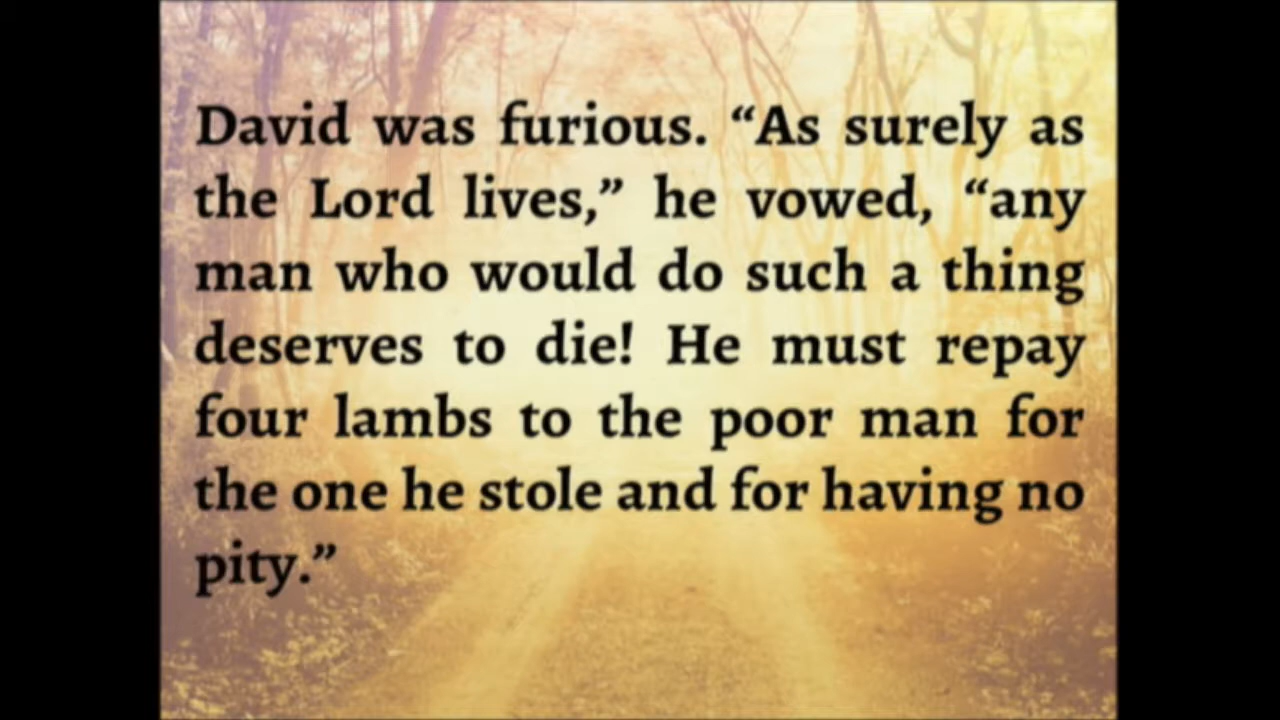 David was furious. “As surely as
the Lord lives,” he vowed, “any
man who would do such a thing
deserves to die! He must repay
four lambs to the poor man for
the one he stole and for having no
pity.”